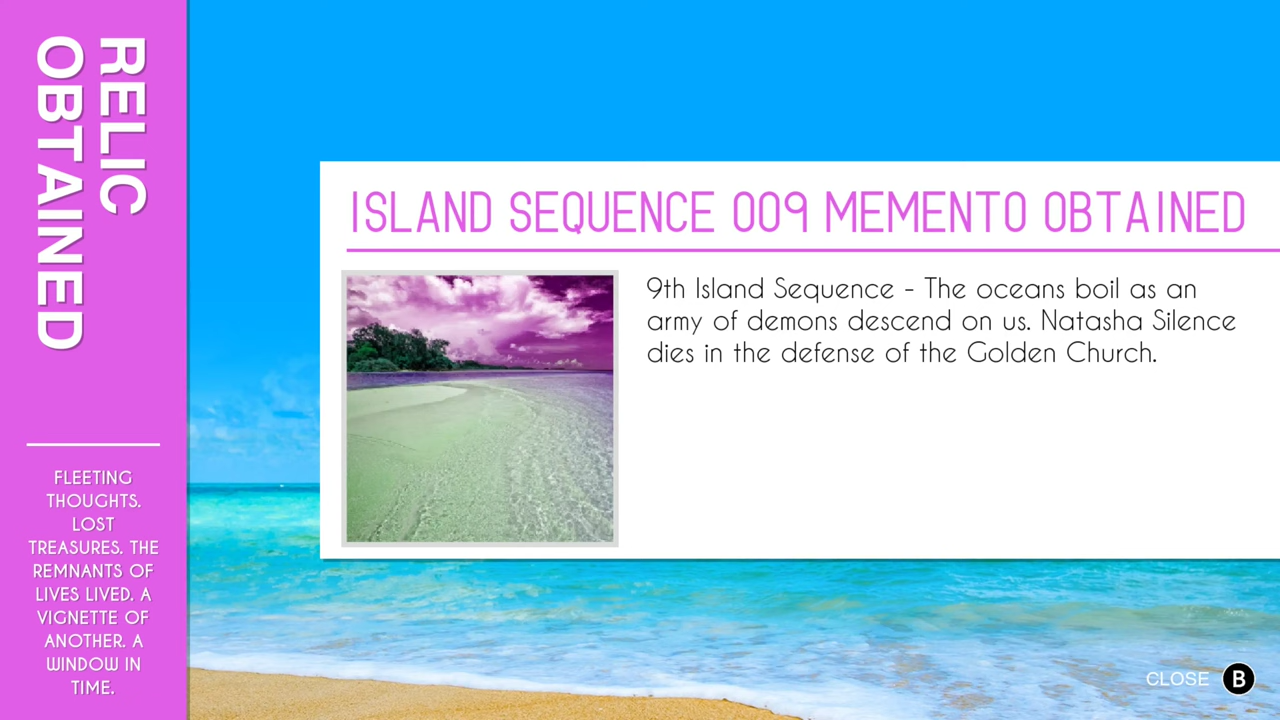 RELIC
OBTAINED
FLEETING
THOUGHTS.
LOST
TREASURES. THE
REMNANTS OF
LIVES LIVED. A
VIGNETTE OF
ANOTHER. A
WINDOW IN
TIME.
ISLAND SEQUENCE 009 MEMENTO OBTAINED
9th Island Sequence - The oceans boil as an
army of demons descend on us. Natasha Silence
dies in the defense of the Golden Church.
CLOSE B